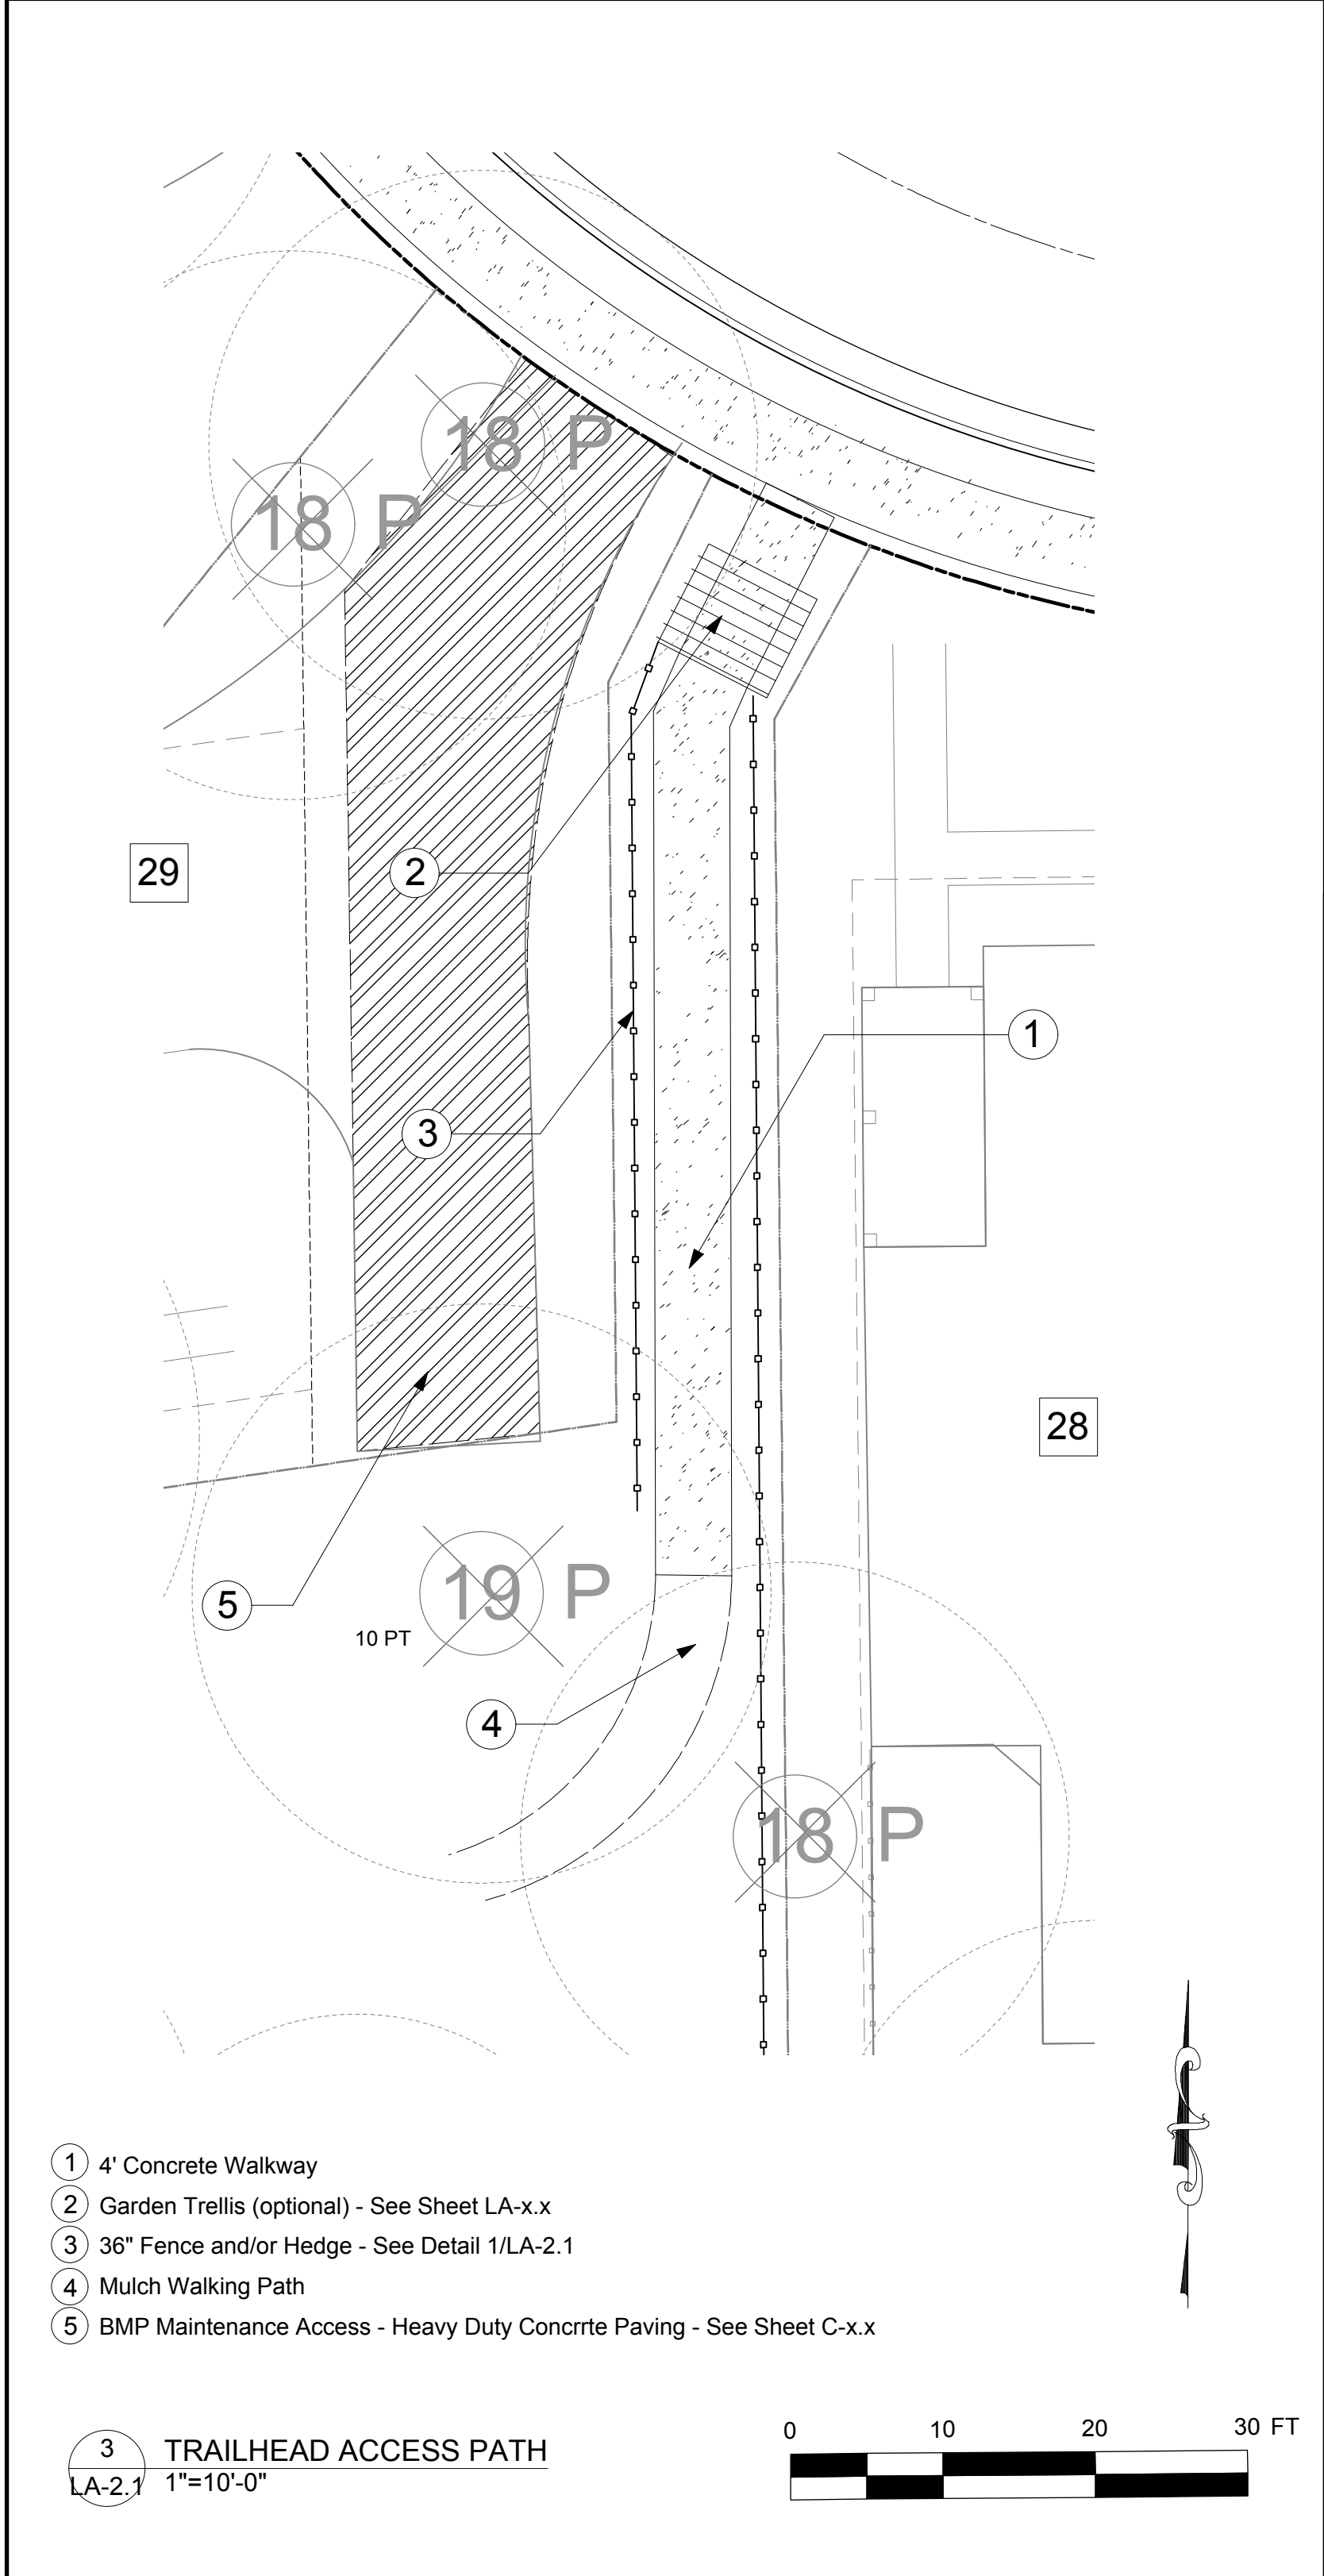 18 P
18 P
29
2
1
3
28
5
19 P
10 PT
4
18 P
1 4' Concrete Walkway
2 Garden Trellis (optional) - See Sheet LA-x.x
3 36" Fence and/or Hedge - See Detail 1/LA-2.1
4 Mulch Walking Path
5 BMP Maintenance Access - Heavy Duty Concrrte Paving - See Sheet C-x.x
3
LA-2.1
TRAILHEAD ACCESS PATH
1"=10'-0"
0 10 20 30 FT